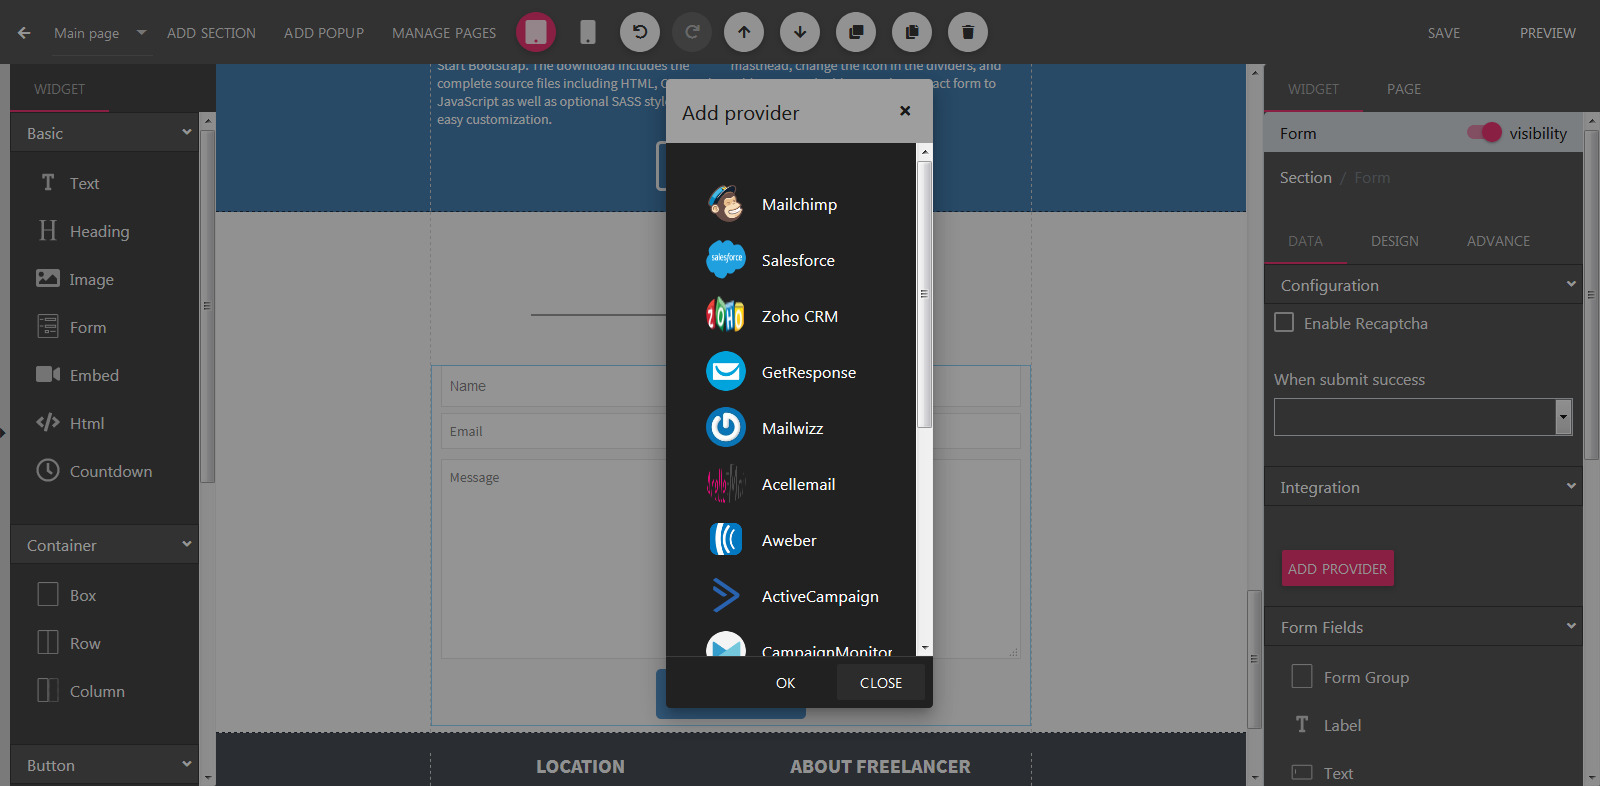 Main page
ADD SECTION
ADD POPUP
MANAGE PAGES
SAVE
PREVIEW
WIDGET
Basic
Text
Heading
Image
Form
Embed
Html
Countdown
Container
Box
Row
Column
Button
Start Bootstrap. The download includes the
complete source files including HTML,
JavaScript as well as optional SASS
easy customization.
masthead, change the icon in the dividers, and
form to
Name
Email
Message
LOCATION
ABOUT FREELANCER
Add provider
Mailchimp
salesforce
Salesforce
ZOHO
Zoho CRM
GetResponse
Mailwizz
Acellemail
Aweber
ActiveCampaign
CampaignMonitor
OK
CLOSE
WIDGET
PAGE
Form
visibility
Section / Form
DATA
DESIGN
ADVANCE
Configuration
Enable Recaptcha
When submit success
Integration
ADD PROVIDER
Form Fields
Form Group
Label
Text